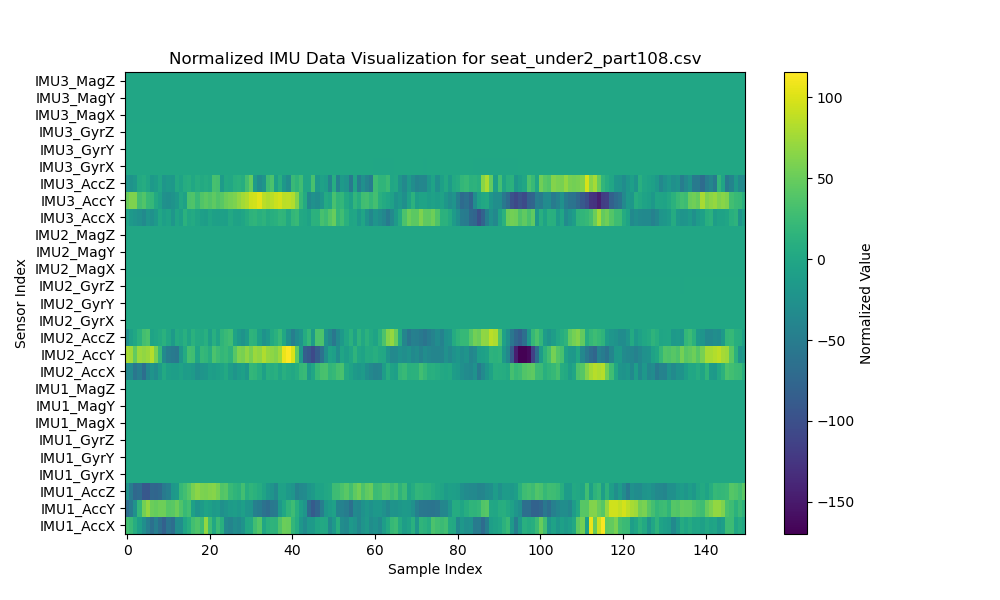 Normalized IMU Data Visualization for seat_under2_part108.csv
IMU3_MagZ
IMU3_MagY
IMU3_MagX
IMU3_GyrZ
IMU3_GyrY
IMU3_GyrX
IMU3_AccZ
IMU3_AccY
IMU3_AccX
IMU2_MagZ
IMU2_MagY
IMU2_MagX
IMU2_GyrZ
IMU2_GyrY
IMU2_GyrX
IMU2_AccZ
IMU2_AccY
IMU2_AccX
IMU1_MagZ
IMU1_MagY
IMU1_MagX
IMU1_GyrZ
IMU1_GyrY
IMU1_GyrX
IMU1_AccZ
IMU1_AccY
IMU1_AccX
Sensor Index
0 20 40 60 80 100 120 140
Sample Index
100
50
0
−50
−100
−150
Normalized Value